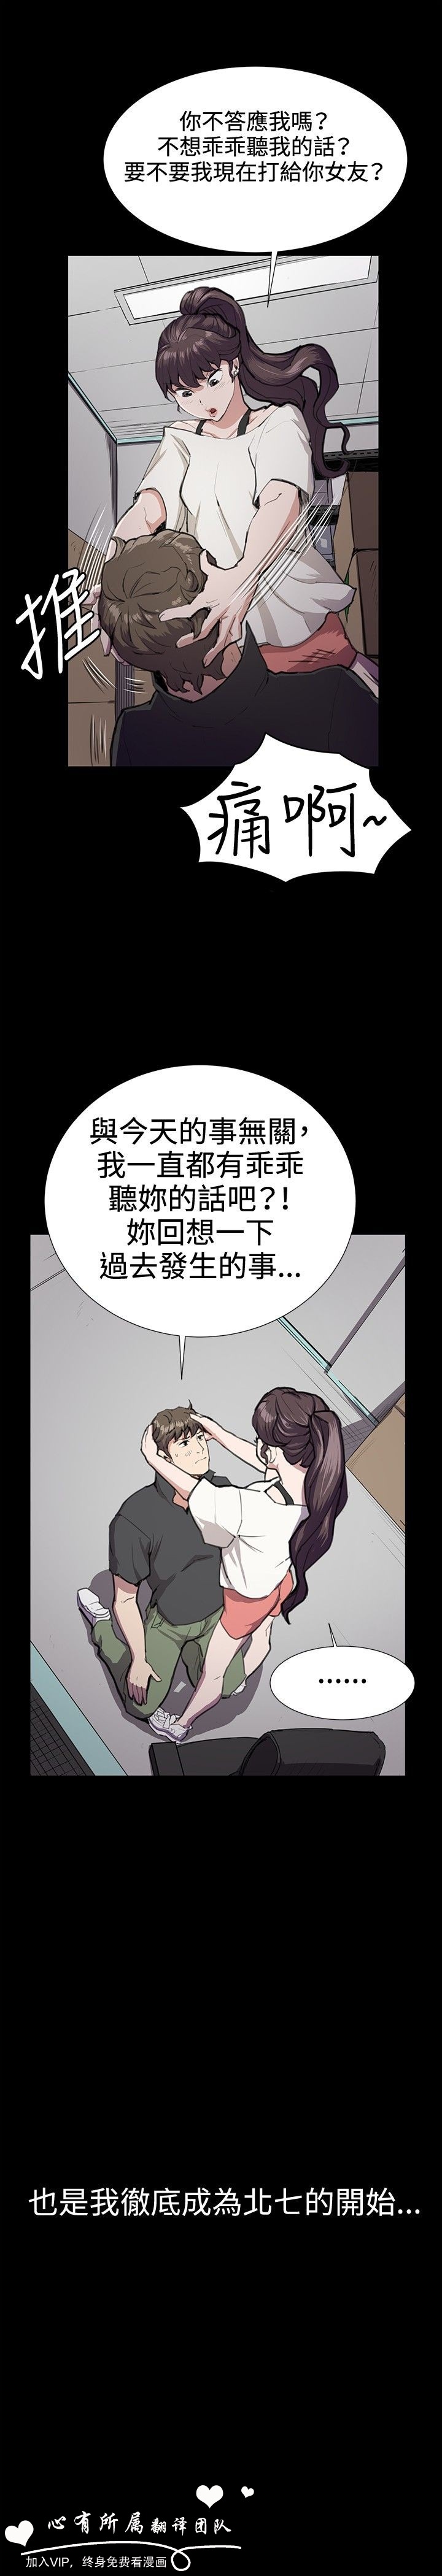 你不答應我嗎？
不想乖乖聽我的話？
要不要我現在打給你女友？
推
痛啊~
與今天的事無關，
我一直都有乖乖
聽妳的話吧？！
妳回想一下
過去發生的事...
……
也是我徹底成為北七的開始...
心有所属翻译团队
加入VIP，终身免费看漫画